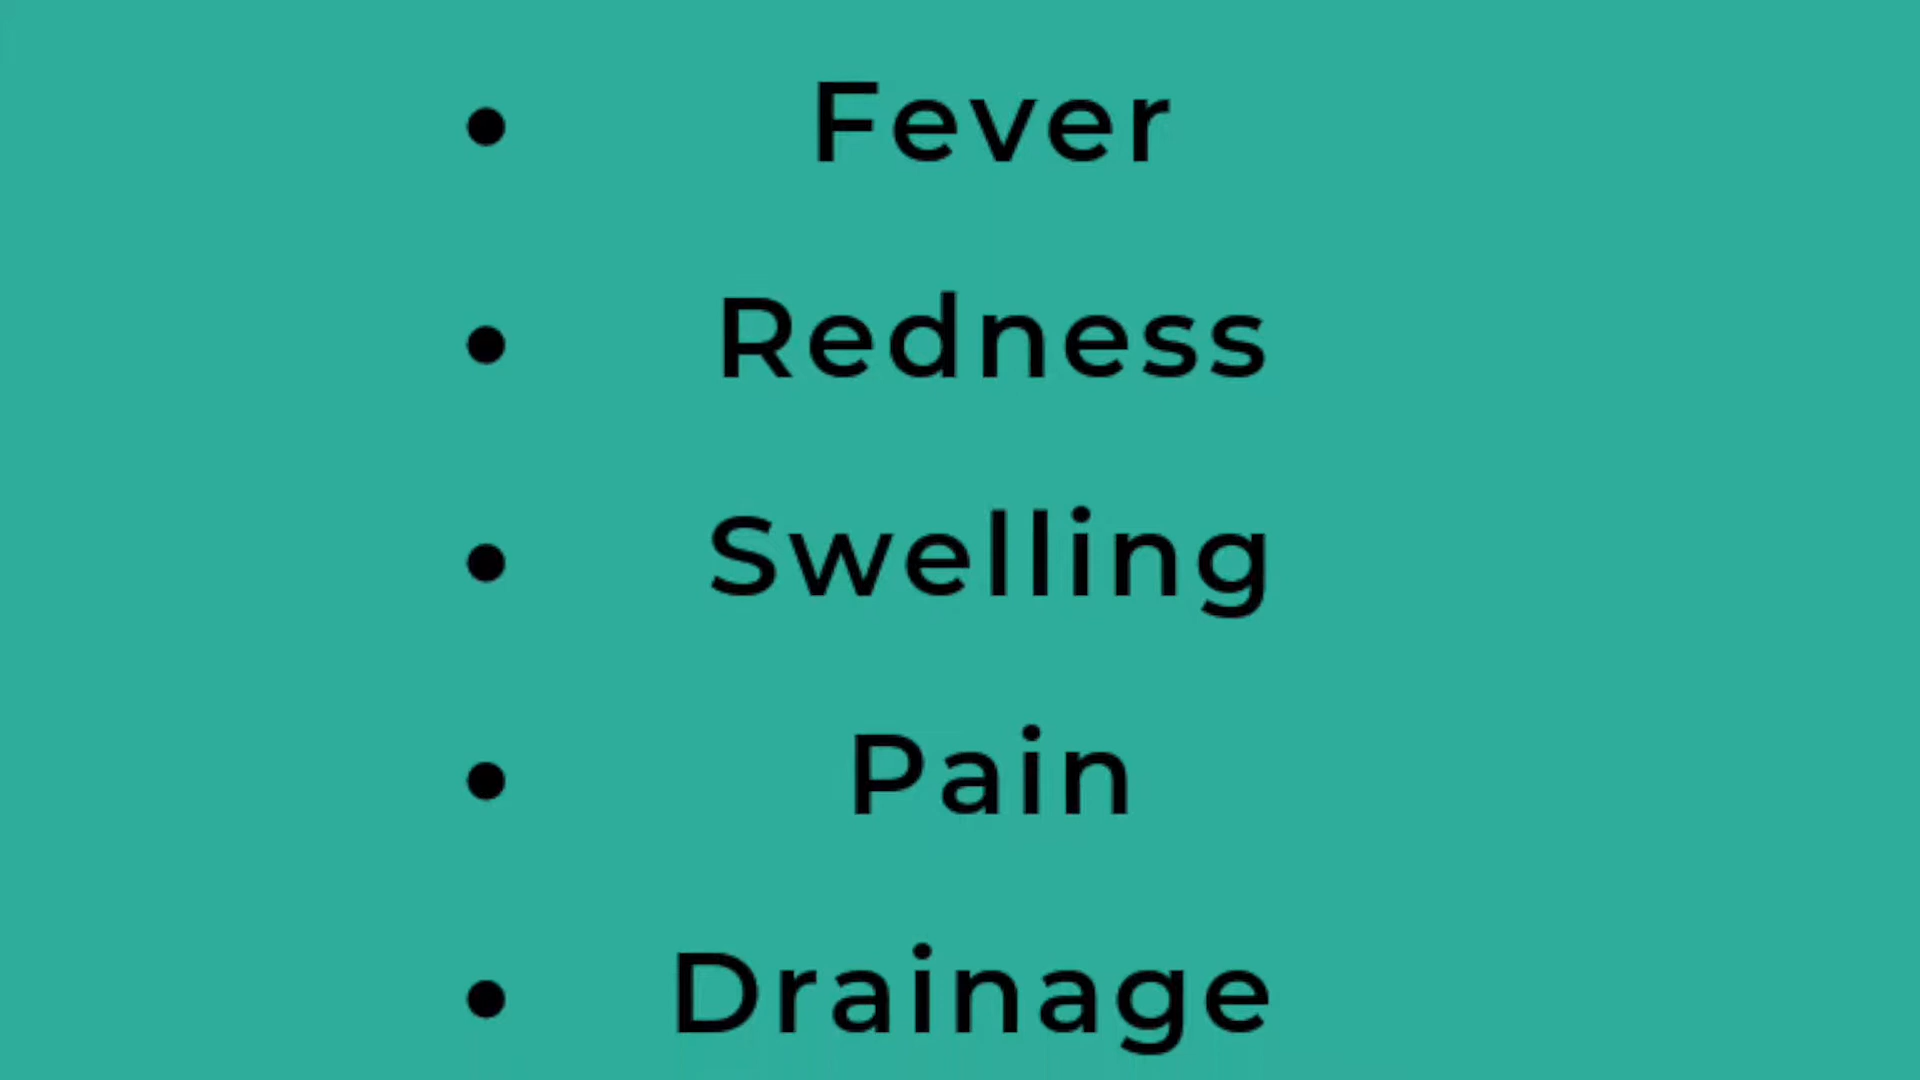 • Fever
• Redness
• Swelling
• Pain
• Drainage